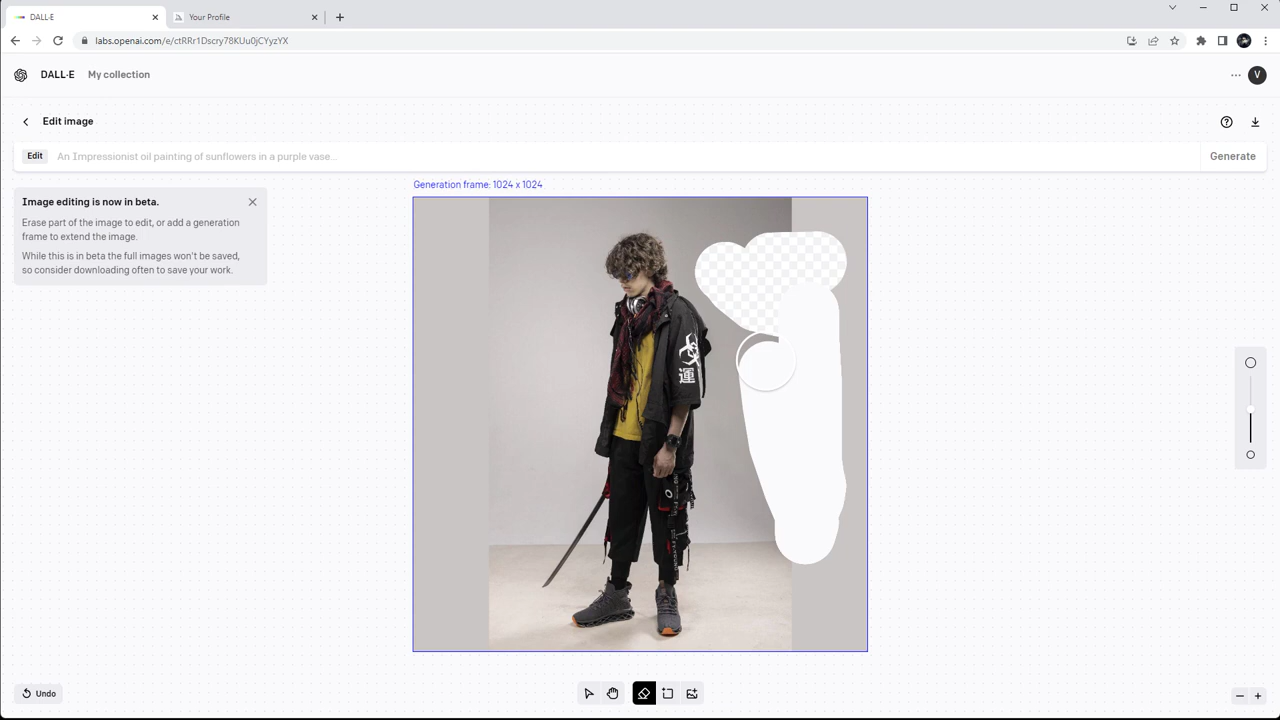 DALL·E
Your Profile
labs.openai.com/e/ctRRr1Dscry78KUu0jCYyzYX
DALL·E
My collection
V
Edit image
Edit
An Impressionist oil painting of sunflowers in a purple vase...
Generate
Generation frame: 1024 x 1024
Image editing is now in beta.
Erase part of the image to edit, or add a generation
frame to extend the image.
While this is in beta the full images won't be saved,
so consider downloading often to save your work.
運
Undo